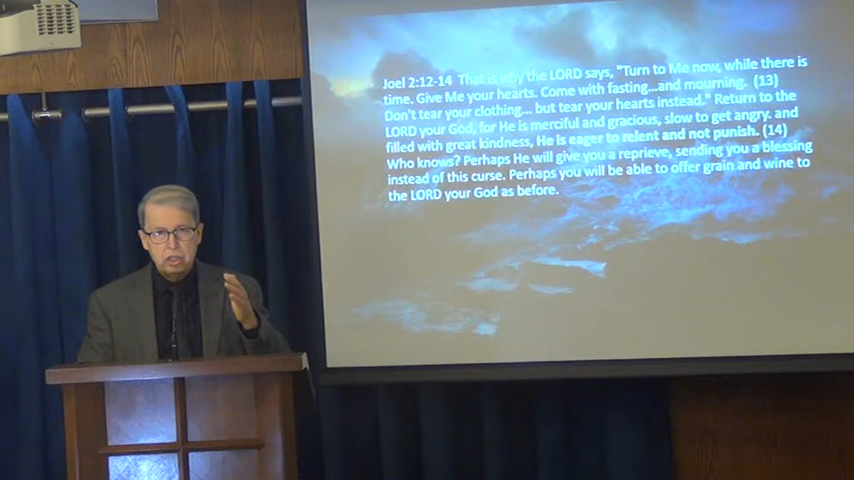 Joel 2:12-14 That is why the LORD says, "Turn to Me now, while there is
time. Give Me your hearts. Come with fasting...and mourning. (13)
Don't tear your clothing... but tear your hearts instead." Return to the
LORD your God, for He is merciful and gracious, slow to get angry. and
filled with great kindness, He is eager to relent and not punish. (14)
Who knows? Perhaps He will give you a reprieve, sending you a blessing
instead of this curse. Perhaps you will be able to offer grain and wine to
the LORD your God as before.